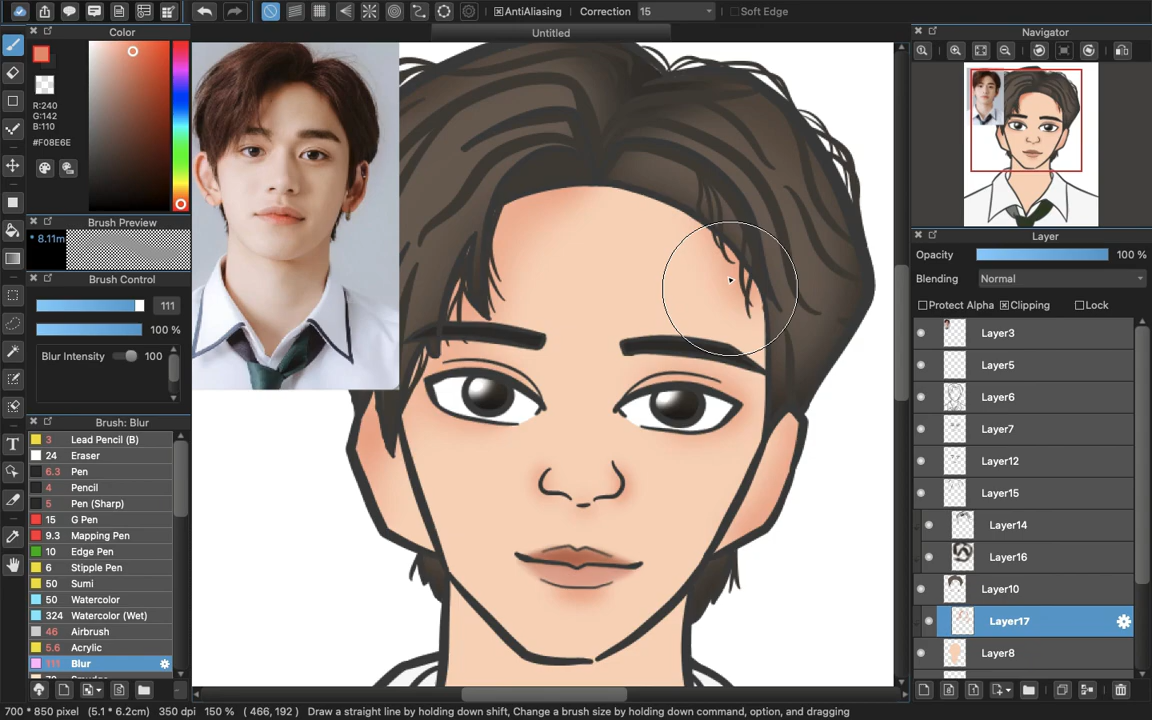 AntiAliasing Correction 15 Soft Edge
Color
Untitled
Navigator
R:240
G:142
B:110
#F08E6E
Brush Preview
* 8.11m
Brush Control
111
100 %
Blur Intensity 100
Brush: Blur
3 Lead Pencil (B)
24 Eraser
6.3 Pen
4 Pencil
5 Pen (Sharp)
15 G Pen
9.3 Mapping Pen
10 Edge Pen
6 Stipple Pen
50 Sumi
50 Watercolor
324 Watercolor (Wet)
46 Airbrush
5.6 Acrylic
111 Blur
Layer
Opacity 100 %
Blending Normal
Protect Alpha Clipping Lock
Layer3
Layer5
Layer6
Layer7
Layer12
Layer15
Layer14
Layer16
Layer10
Layer17
Layer8
T
700 * 850 pixel (5.1 * 6.2cm) 350 dpi 150 % ( 466, 192 ) Draw a straight line by holding down shift, Change a brush size by holding down command, option, and dragging